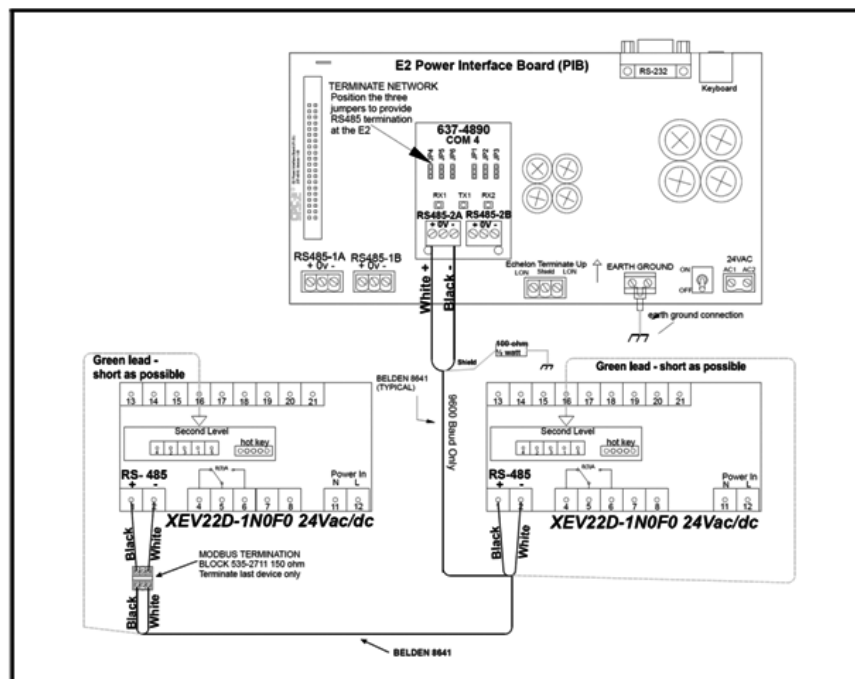 E2 Power Interface Board (PIB)
RS-232
Keyboard
TERMINATE NETWORK
Position the three
jumpers to provide
RS485 termination
at the E2
637-4890
COM 4
JP4 JP5 JP6 JP1 JP2 JP3
RX1 TX1 RX2
RS485-2A RS485-2B
+ 0V - + 0v -
RS485-1A RS485-1B
+ 0v - + 0v -
Echelon Terminate Up
LON Shield LON
EARTH GROUND
ON
OFF
24VAC
AC1 AC2
earth ground connection
White +
Black -
Shield
100 ohm
½ watt
Green lead -
short as possible
BELDEN 8641
(TYPICAL)
9600 Baud Only
Green lead - short as possible
13 14 15 16 17 18 19 20 21
Second Level
hot key
RS- 485
+ -
Power In
N L
4 5 6 7 8 11 12
XEV22D-1N0F0 24Vac/dc
Black
White
MODBUS TERMINATION
BLOCK 535-2711 150 ohm
Terminate last device only
Black
White
13 14 15 16 17 18 19 20 21
Second Level
hot key
RS-485
+ -
Power In
N L
4 5 6 7 8 11 12
XEV22D-1N0F0 24Vac/dc
Black
White
BELDEN 8641